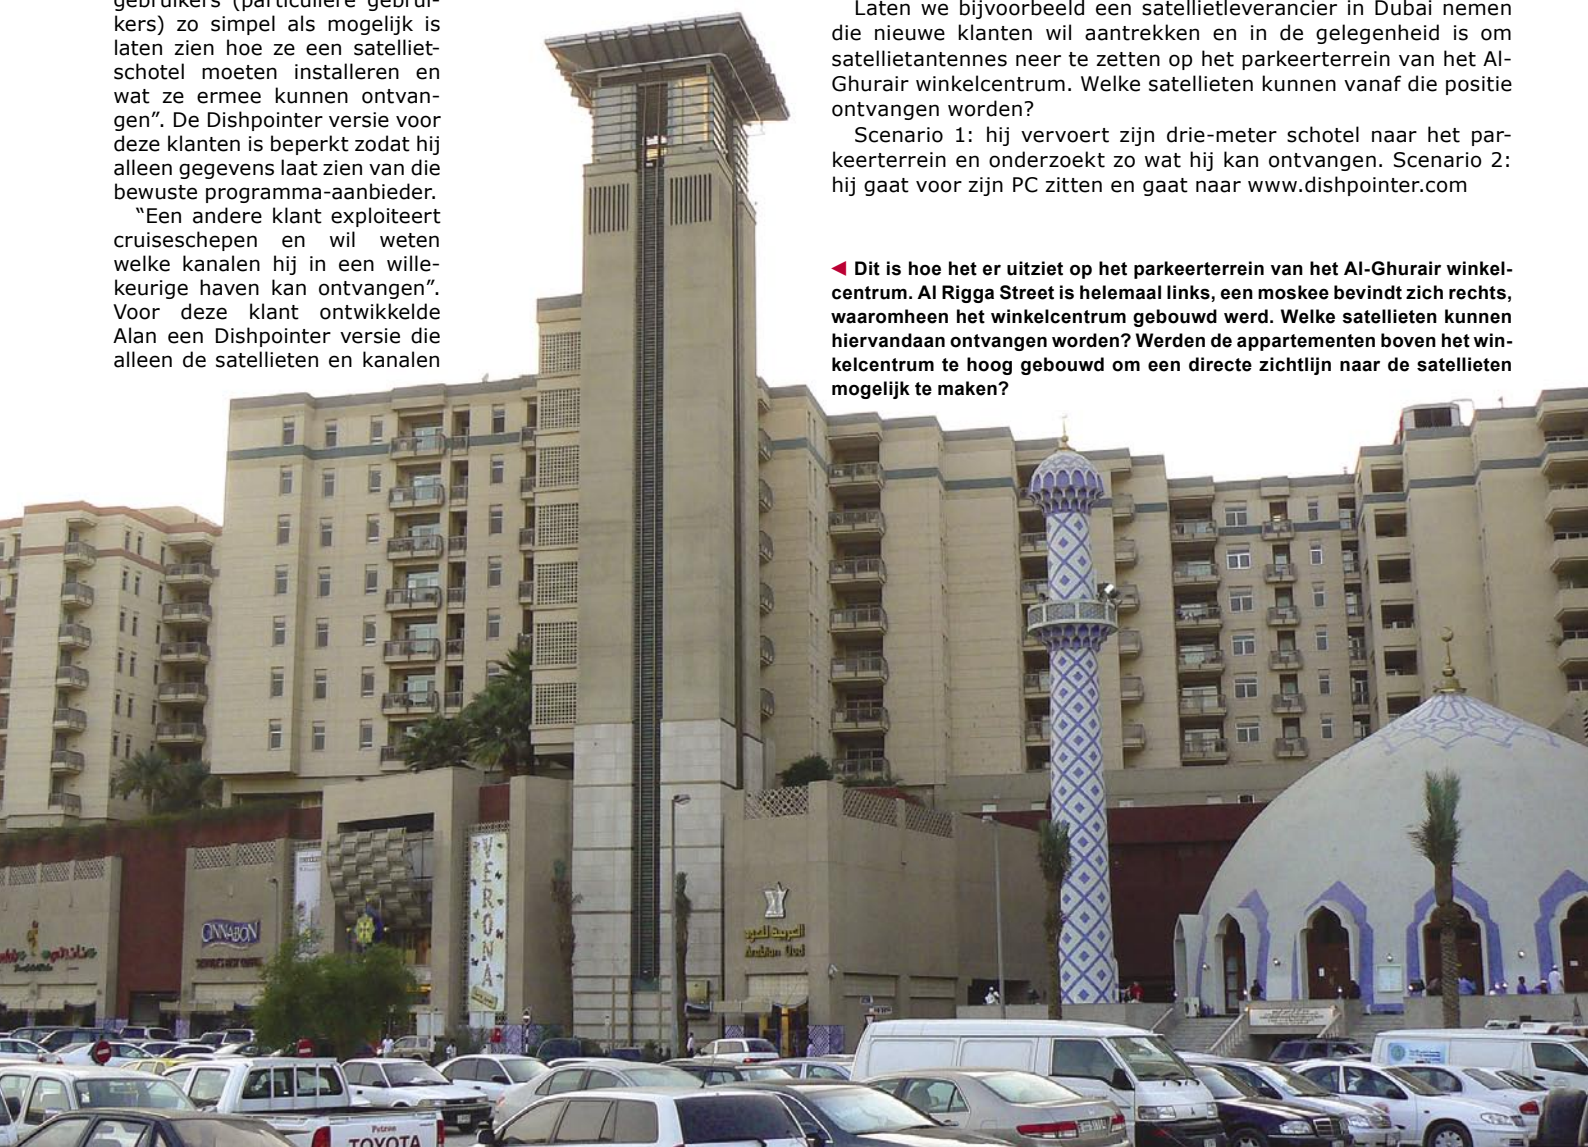 gebruikers (particuliere gebrui-
kers) zo simpel als mogelijk is
laten zien hoe ze een satelliet-
schotel moeten installeren en
wat ze ermee kunnen ontvan-
gen”. De Dishpointer versie voor
deze klanten is beperkt zodat hij
alleen gegevens laat zien van die
bewuste programma-aanbieder.
“Een andere klant exploiteert
cruiseschepen en wil weten
welke kanalen hij in een wille-
keurige haven kan ontvangen”.
Voor deze klant ontwikkelde
Alan een Dishpointer versie die
alleen de satellieten en kanalen
Laten we bijvoorbeeld een satellietleverancier in Dubai nemen
die nieuwe klanten wil aantrekken en in de gelegenheid is om
satellietantennes neer te zetten op het parkeerterrein van het Al-
Ghurair winkelcentrum. Welke satellieten kunnen vanaf die positie
ontvangen worden?
Scenario 1: hij vervoert zijn drie-meter schotel naar het par-
keerterrein en onderzoekt zo wat hij kan ontvangen. Scenario 2:
hij gaat voor zijn PC zitten en gaat naar www.dishpointer.com
Dit is hoe het er uitziet op het parkeerterrein van het Al-Ghurair winkel-
centrum. Al Rigga Street is helemaal links, een moskee bevindt zich rechts,
waaromheen het winkelcentrum gebouwd werd. Welke satellieten kunnen
hiervandaan ontvangen worden? Werden de appartementen boven het win-
kelcentrum te hoog gebouwd om een directe zichtlijn naar de satellieten
mogelijk te maken?
VERONA
CINNABON
العربية للعود
Arabian Oud
TOYOTA